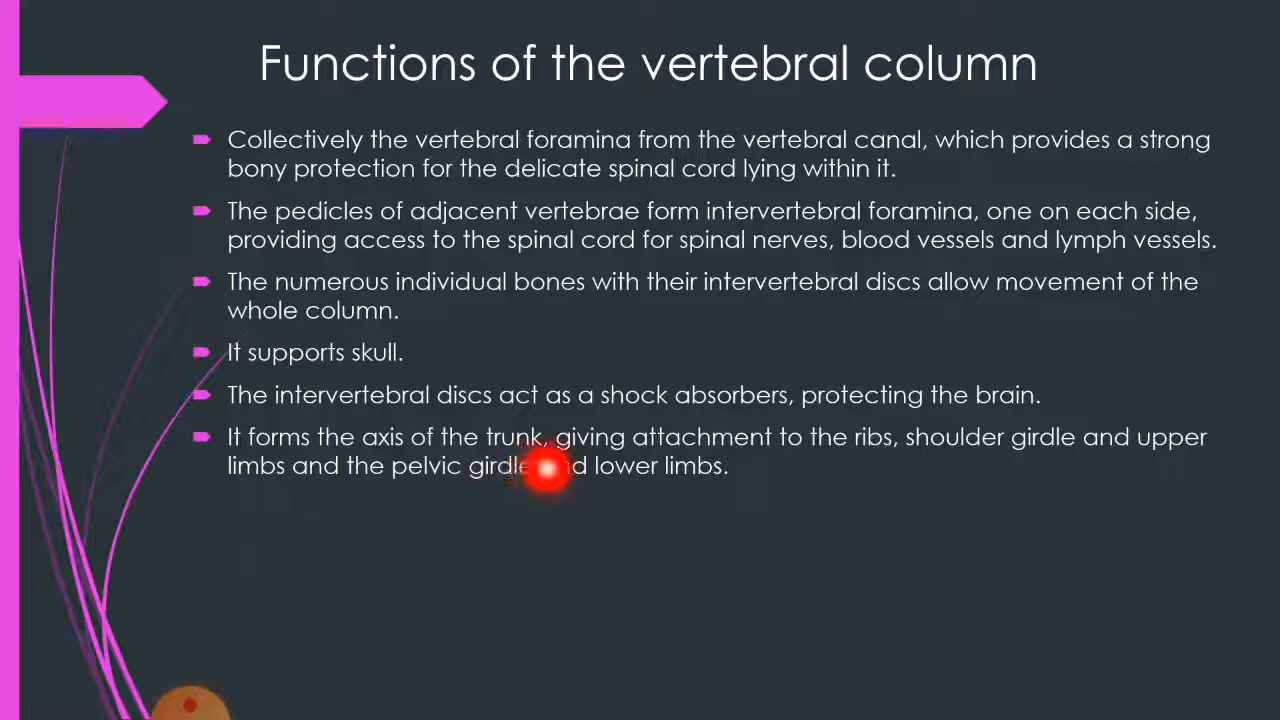 Functions of the vertebral column
Collectively the vertebral foramina from the vertebral canal, which provides a strong
bony protection for the delicate spinal cord lying within it.
The pedicles of adjacent vertebrae form intervertebral foramina, one on each side,
providing access to the spinal cord for spinal nerves, blood vessels and lymph vessels.
The numerous individual bones with their intervertebral discs allow movement of the
whole column.
It supports skull.
The intervertebral discs act as a shock absorbers, protecting the brain.
It forms the axis of the trunk, giving attachment to the ribs, shoulder girdle and upper
limbs and the pelvic girdle and lower limbs.